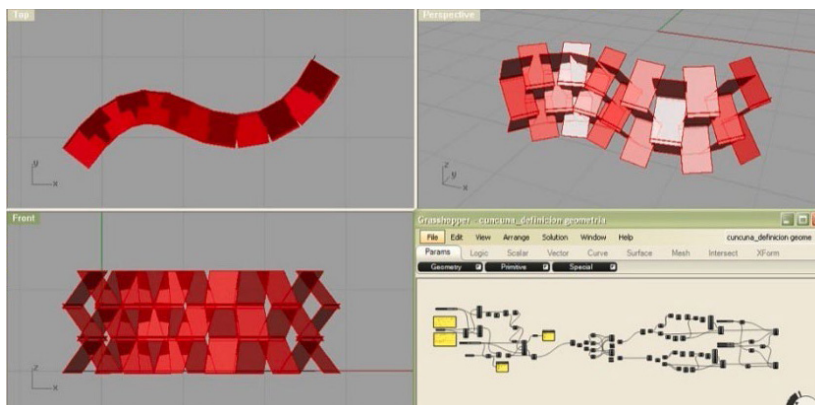 Top
Perspective
y
x
z
y
x
Front
z
x
Grasshopper - cuncuna_definicion geometria
File Edit View Arrange Solution Window Help
cuncuna_definicion geome
Params Logic Scalar Vector Curve Surface Mesh Intersect XForm
Geometry Primitive Special